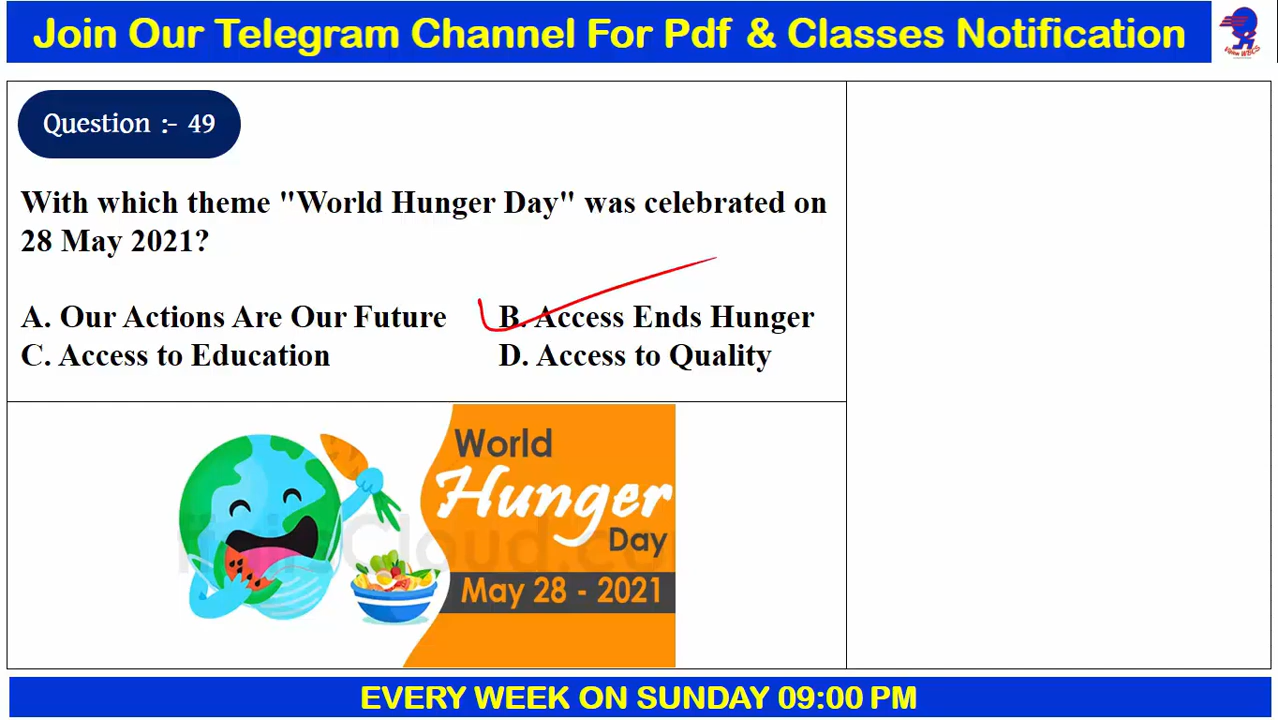 Join Our Telegram Channel For Pdf & Classes Notification
Question :- 49
With which theme "World Hunger Day" was celebrated on
28 May 2021?
A. Our Actions Are Our Future
B. Access Ends Hunger
C. Access to Education
D. Access to Quality
World
Hunger
Day
May 28 - 2021
EVERY WEEK ON SUNDAY 09:00 PM